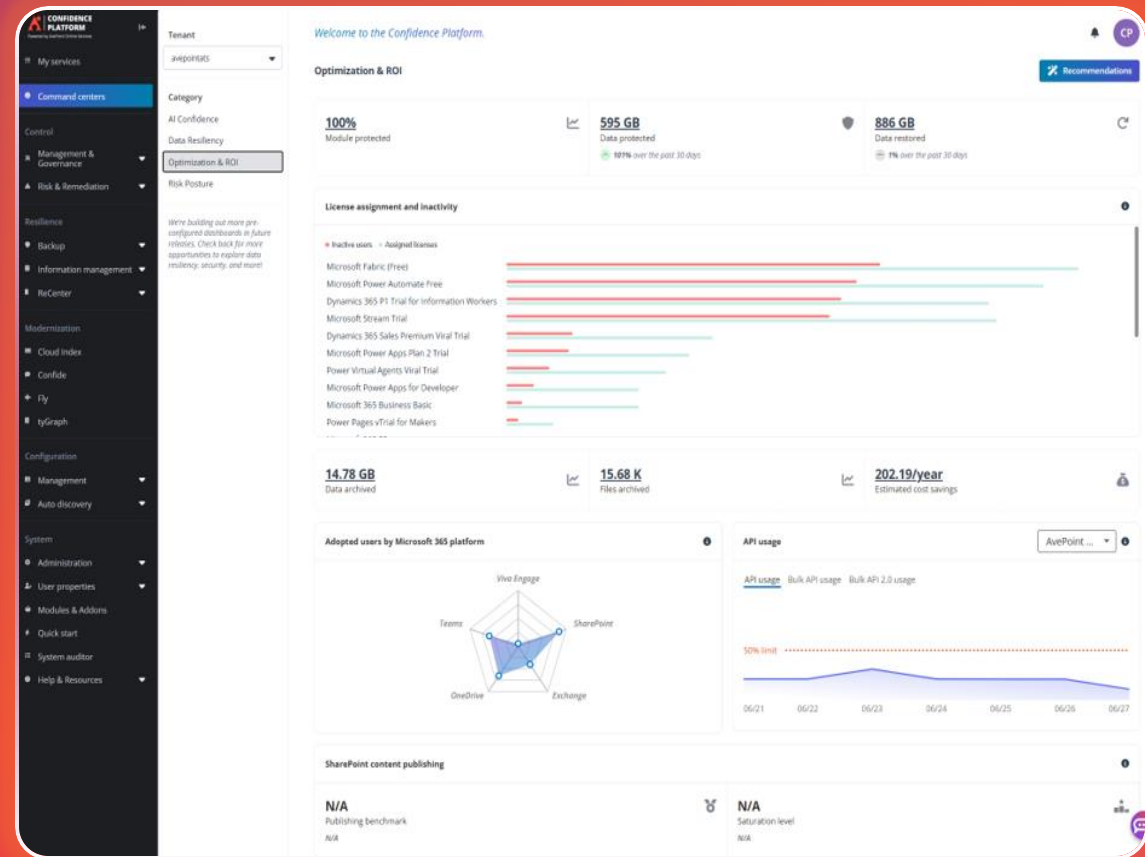 CONFIDENCE
PLATFORM
My services
Command centers
Control
Management &
Governance
Risk & Remediation
Resilience
Backup
Information management
ReCenter
Modernization
Cloud Index
Confide
Fly
tyGraph
Configuration
Management
Auto discovery
System
Administration
User properties
Modules & Addons
Quick start
System auditor
Help & Resources
Tenant
Category
AI Confidence
Data Resiliency
Optimization & ROI
Risk Posture
We're building out more pre-
configured dashboards in future
releases. Check back for more
opportunities to explore data
resiliency, security, and more!
Welcome to the Confidence Platform.
CP
Optimization & ROI
Recommendations
100%
Module protected
595 GB
Data protected
101% over the past 30 days
886 GB
Data restored
1% over the past 30 days
License assignment and inactivity
Inactive users Assigned licenses
Microsoft Fabric (Free)
Microsoft Power Automate Free
Dynamics 365 P1 Trial for Information Workers
Microsoft Stream Trial
Dynamics 365 Sales Premium Viral Trial
Microsoft Power Apps Plan 2 Trial
Power Virtual Agents Viral Trial
Microsoft Power Apps for Developer
Microsoft 365 Business Basic
Power Pages vTrial for Makers
14.78 GB
Data archived
15.68 K
Files archived
202.19/year
Estimated cost savings
Adopted users by Microsoft 365 platform
Viva Engage
Teams
SharePoint
OneDrive
Exchange
API usage
AvePoint ...
API usage Bulk API usage Bulk API 2.0 usage
50% limit
06/21 06/22 06/23 06/24 06/25 06/26 06/27
SharePoint content publishing
N/A
Publishing benchmark
N/A
N/A
Saturation level
N/A